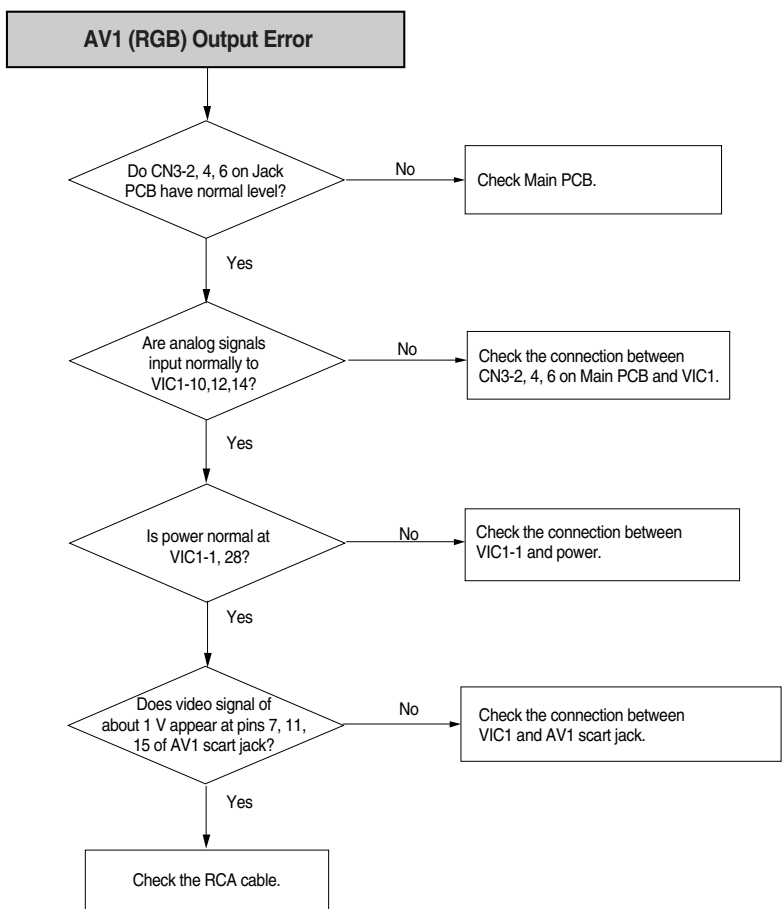 AV1 (RGB) Output Error
Do CN3-2, 4, 6 on Jack
PCB have normal level?
No
Check Main PCB.
Yes
Are analog signals
input normally to
VIC1-10,12,14?
No
Check the connection between
CN3-2, 4, 6 on Main PCB and VIC1.
Yes
Is power normal at
VIC1-1, 28?
No
Check the connection between
VIC1-1 and power.
Yes
Does video signal of
about 1 V appear at pins 7, 11,
15 of AV1 scart jack?
No
Check the connection between
VIC1 and AV1 scart jack.
Yes
Check the RCA cable.